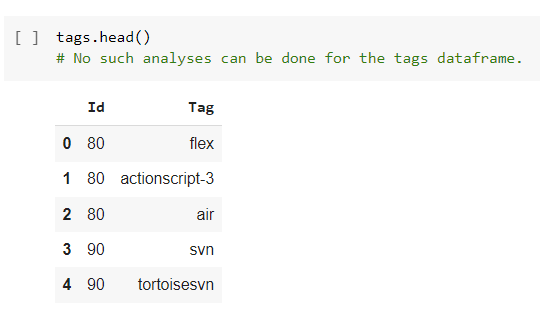 [ ] tags.head()
# No such analyses can be done for the tags dataframe.
Id Tag
0 80 flex
1 80 actionscript-3
2 80 air
3 90 svn
4 90 tortoisesvn